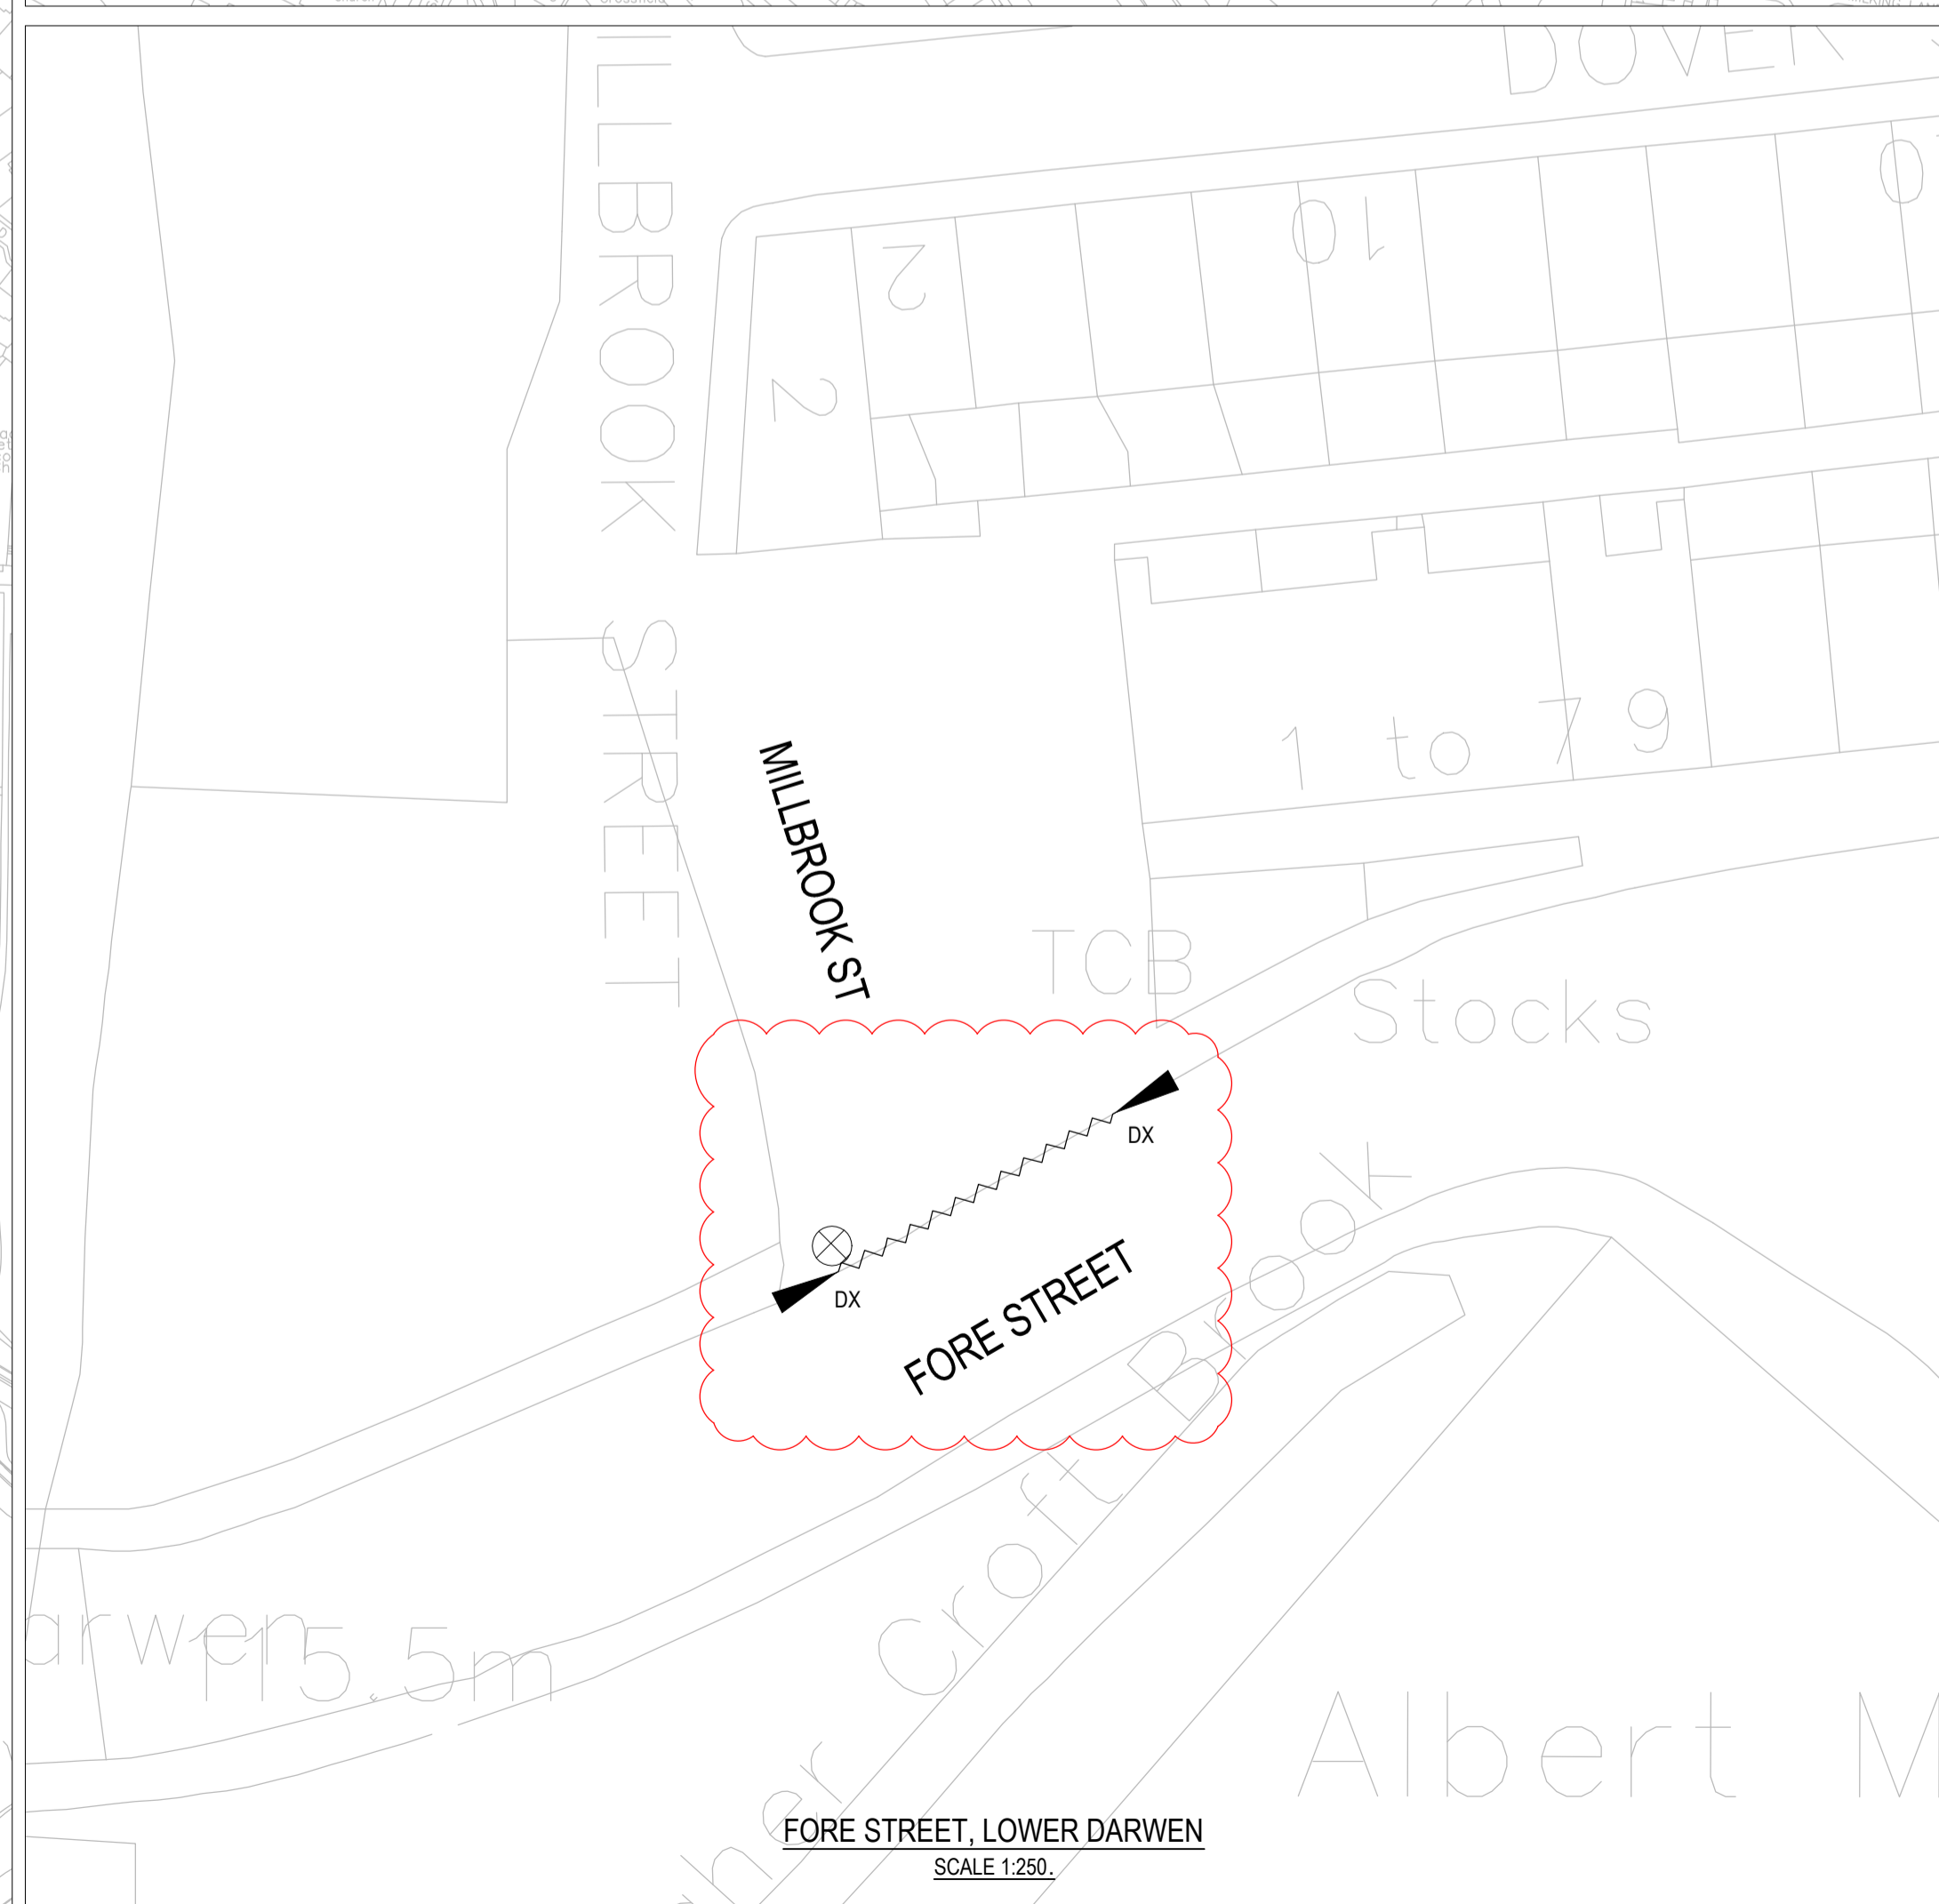 DOVER
10
2
2
MILLBROOK STREET
1 to 79
MILLBROOK ST
TCB
Stocks
DX
DX
FORE STREET
Brook
Croft
arwen
115.5m
Albert M
FORE STREET, LOWER DARWEN
SCALE 1:250.